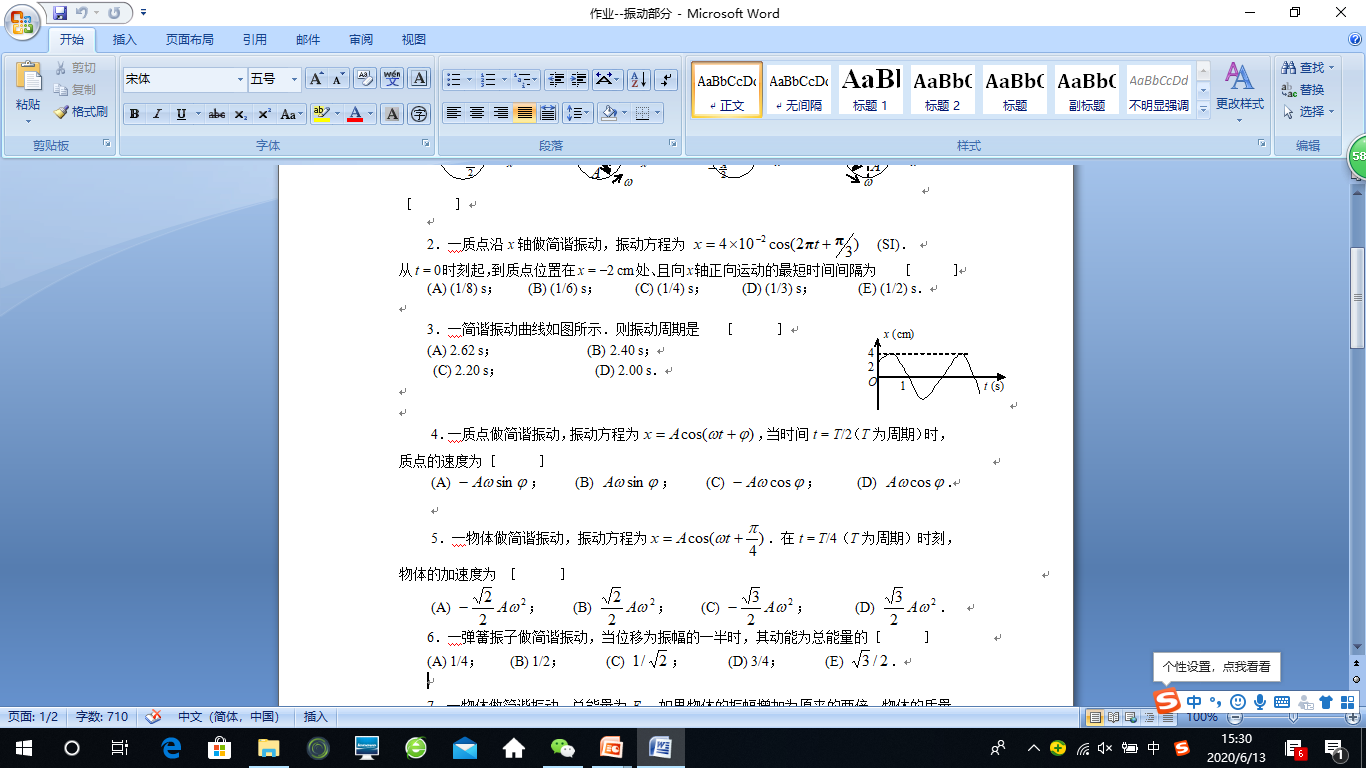 作业--振动部分 - Microsoft Word
开始 插入 页面布局 引用 邮件 审阅 视图
粘贴 剪切 复制 格式刷
宋体 五号
AaBbCcDc AaBbCcDc AaBl AaBbC AaBbC AaBbC AaBbCcDd
正文 无间隔 标题 1 标题 2 标题 副标题 不明显强调
更改样式 查找 替换 选择
剪贴板 字体 段落 样式 编辑
58
2 A ω 2 A ω
[ ]
2．一质点沿 x 轴做简谐振动，振动方程为 x = 4×10⁻² cos(2πt + π/3) (SI)．
从 t = 0时刻起，到质点位置在 x = −2 cm 处、且向x轴正向运动的最短时间间隔为 [ ]
(A) (1/8) s； (B) (1/6) s； (C) (1/4) s； (D) (1/3) s； (E) (1/2) s．
3．一简谐振动曲线如图所示．则振动周期是 [ ]
(A) 2.62 s； (B) 2.40 s；
(C) 2.20 s； (D) 2.00 s．
x (cm)
4
2
O 1 t (s)
4．一质点做简谐振动，振动方程为 x = Acos(ωt + φ)，当时间 t = T/2（T 为周期）时，
质点的速度为 [ ]
(A) −Aω sin φ； (B) Aω sin φ； (C) −Aω cos φ； (D) Aω cos φ．
5．一物体做简谐振动，振动方程为 x = Acos(ωt + π/4)．在 t = T/4（T 为周期）时刻，
物体的加速度为 [ ]
(A) −√2/2 Aω²； (B) √2/2 Aω²； (C) −√3/2 Aω²； (D) √3/2 Aω²．
6．一弹簧振子做简谐振动，当位移为振幅的一半时，其动能为总能量的 [ ]
(A) 1/4； (B) 1/2； (C) 1/√2； (D) 3/4； (E) √3/2．
个性设置，点我看看
中
页面: 1/2 字数: 710 中文（简体，中国） 插入 100%
中 15:30
2020/6/13
6 1